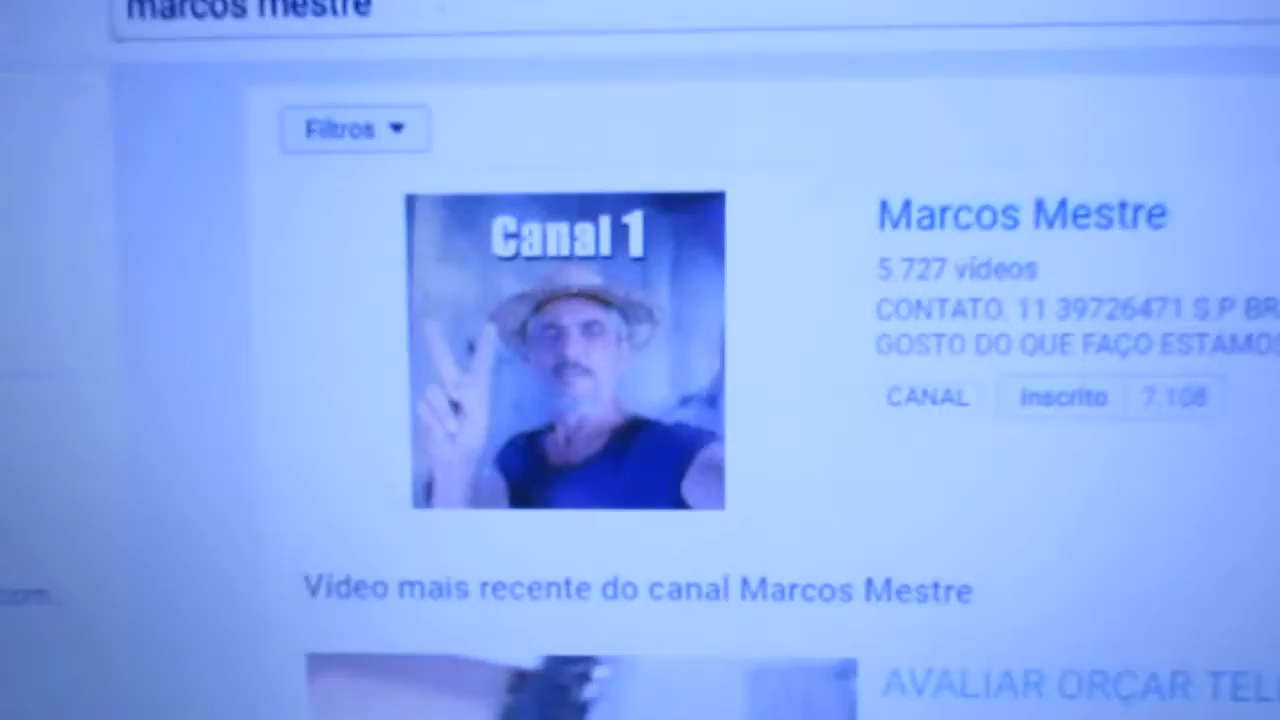 marcos mestre
Filtros
Canal 1
Marcos Mestre
5.727 vídeos
CONTATO. 11 39726471 S.P
GOSTO DO QUE FAÇO
CANAL
Inscrito 7.108
Vídeo mais recente do canal Marcos Mestre
AVALIAR ORÇAR